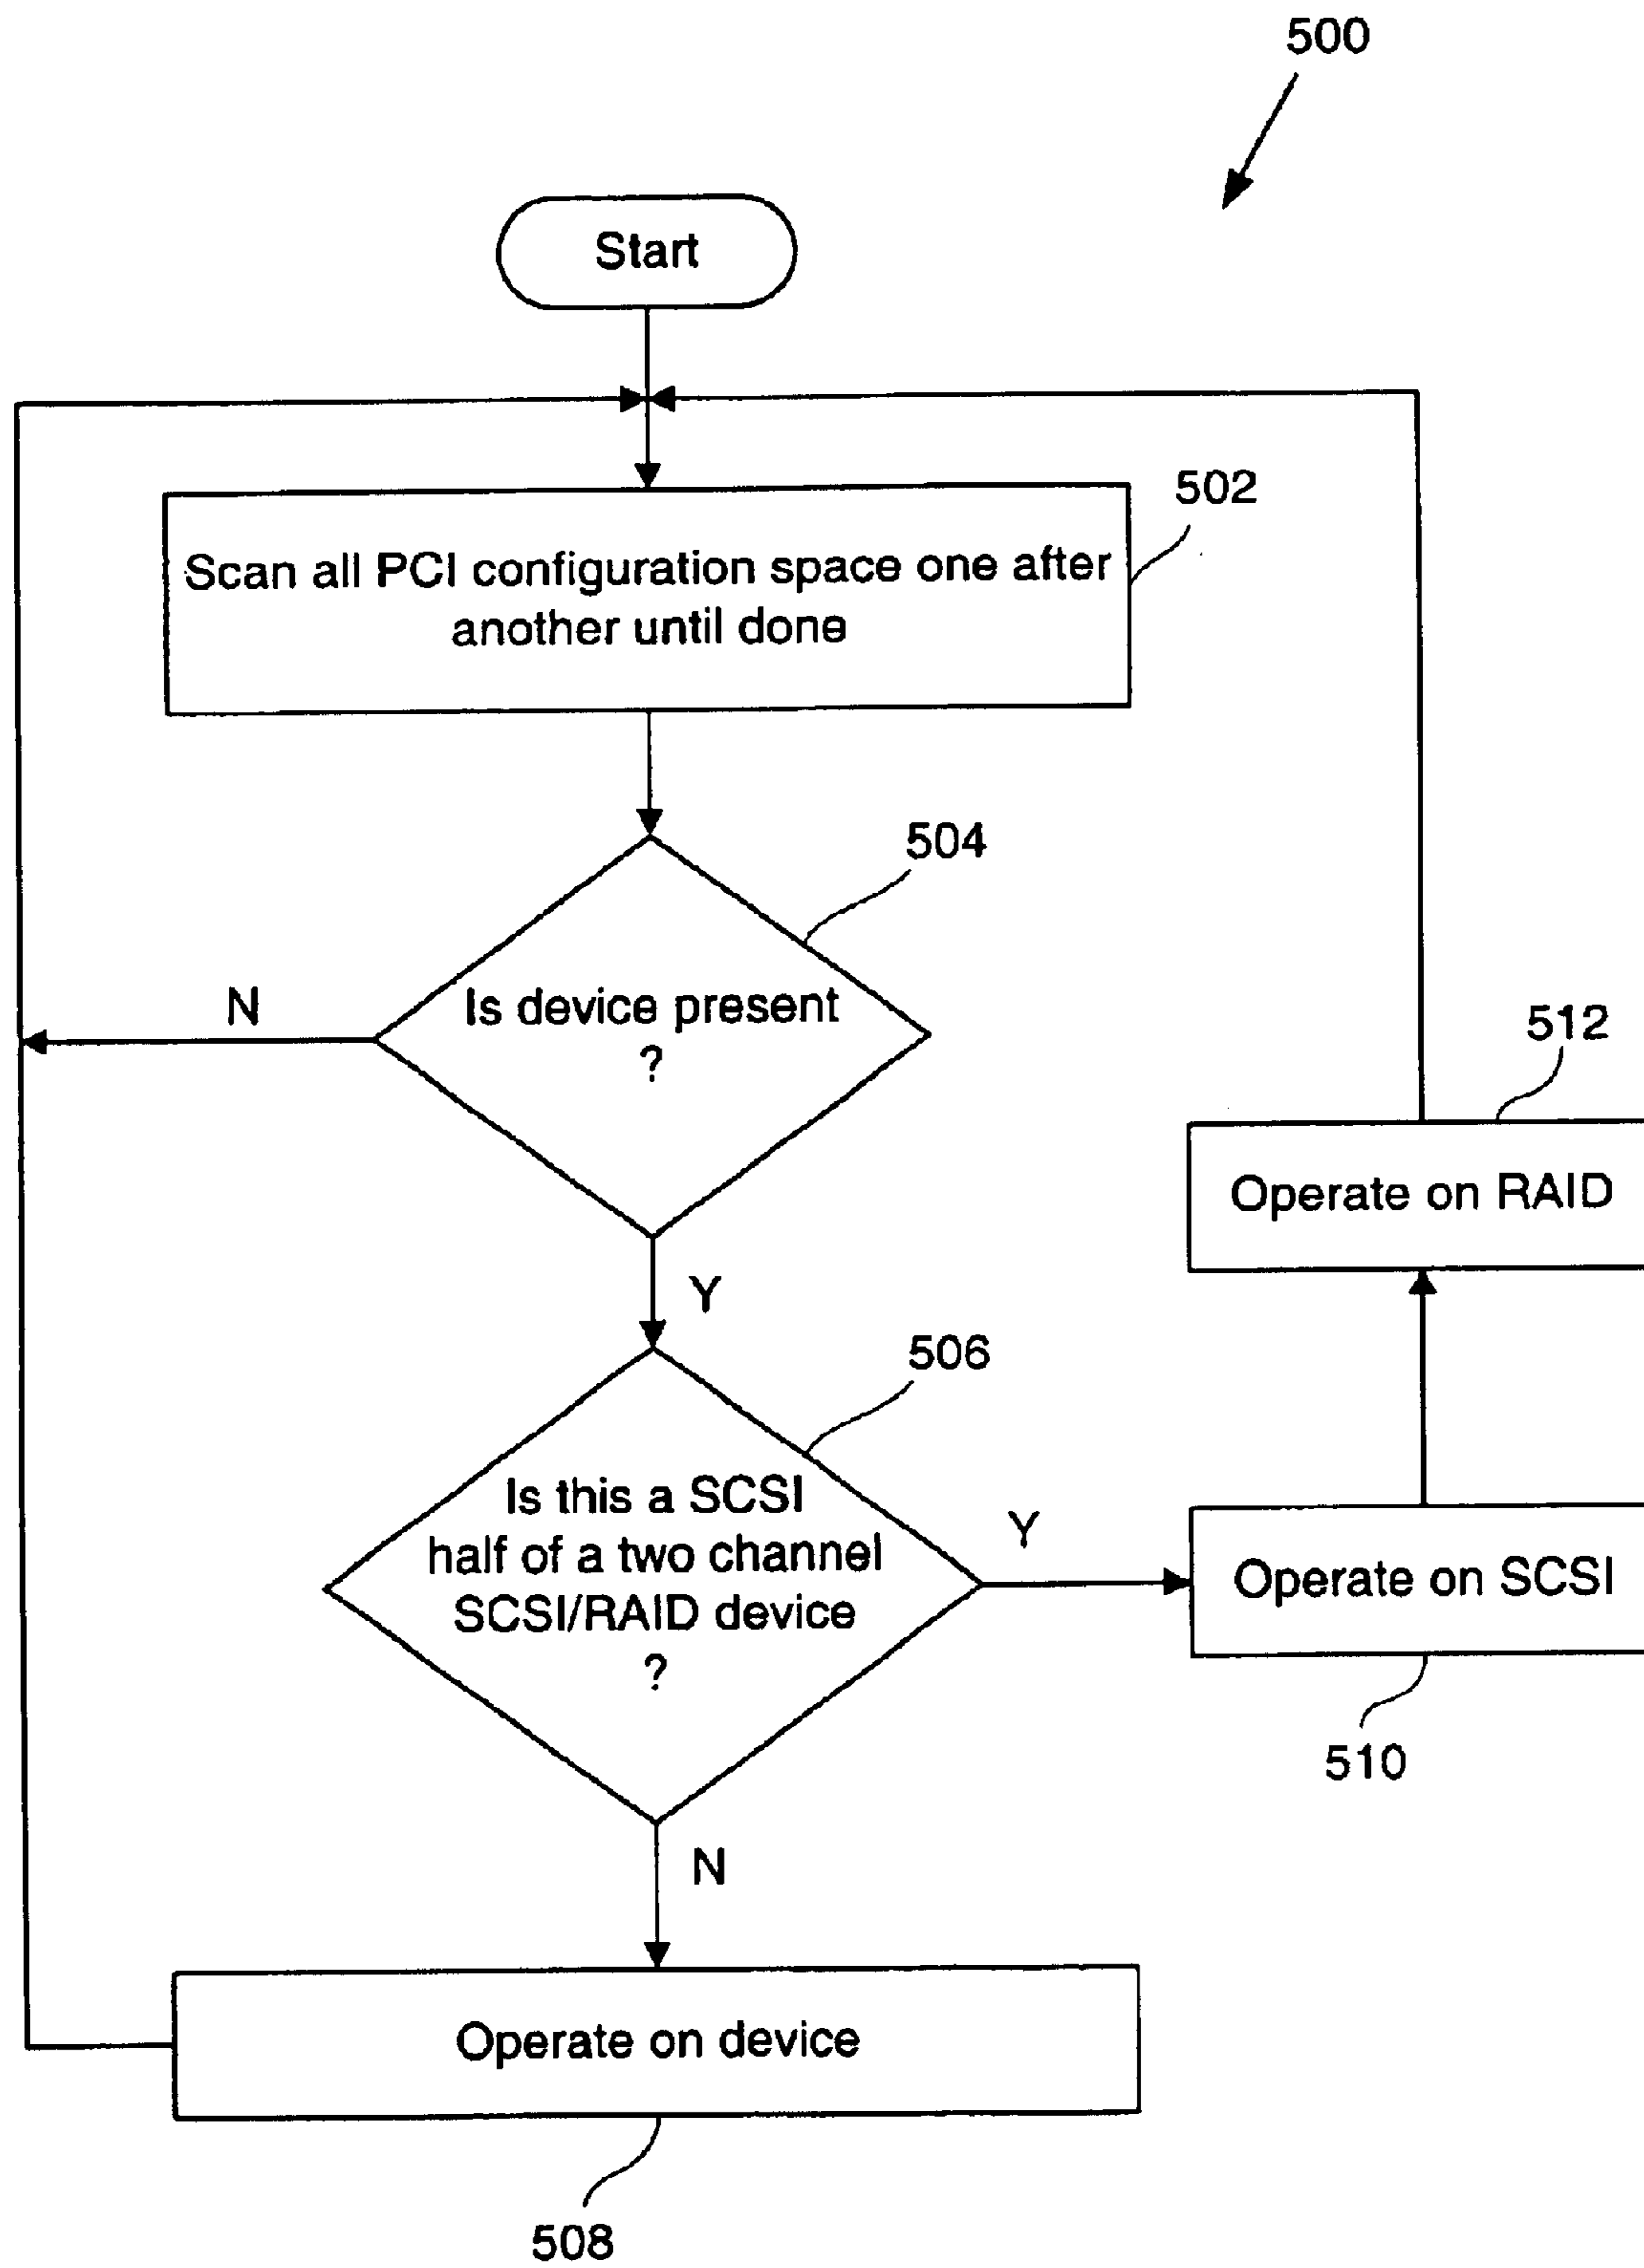 500
Start
502
Scan all PCI configuration space one after
another until done
504
Is device present
?
N
Y
512
Operate on RAID
506
Is this a SCSI
half of a two channel
SCSI/RAID device
?
Y
Operate on SCSI
510
N
Operate on device
508